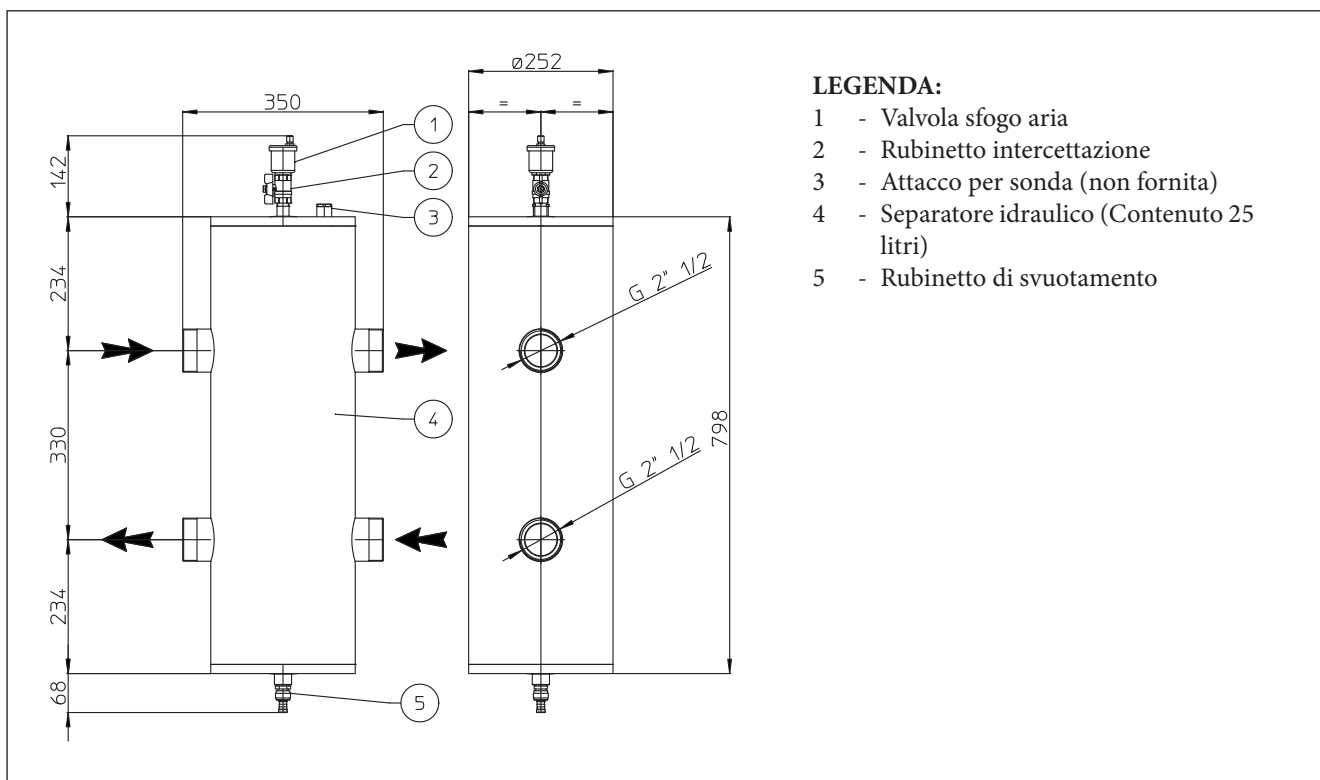 ø252
350
= =
1
142
2
3
234
G 2" 1/2
330
4
798
G 2" 1/2
234
68
5
LEGENDA:
1 - Valvola sfogo aria
2 - Rubinetto intercettazione
3 - Attacco per sonda (non fornita)
4 - Separatore idraulico (Contenuto 25
litri)
5 - Rubinetto di svuotamento